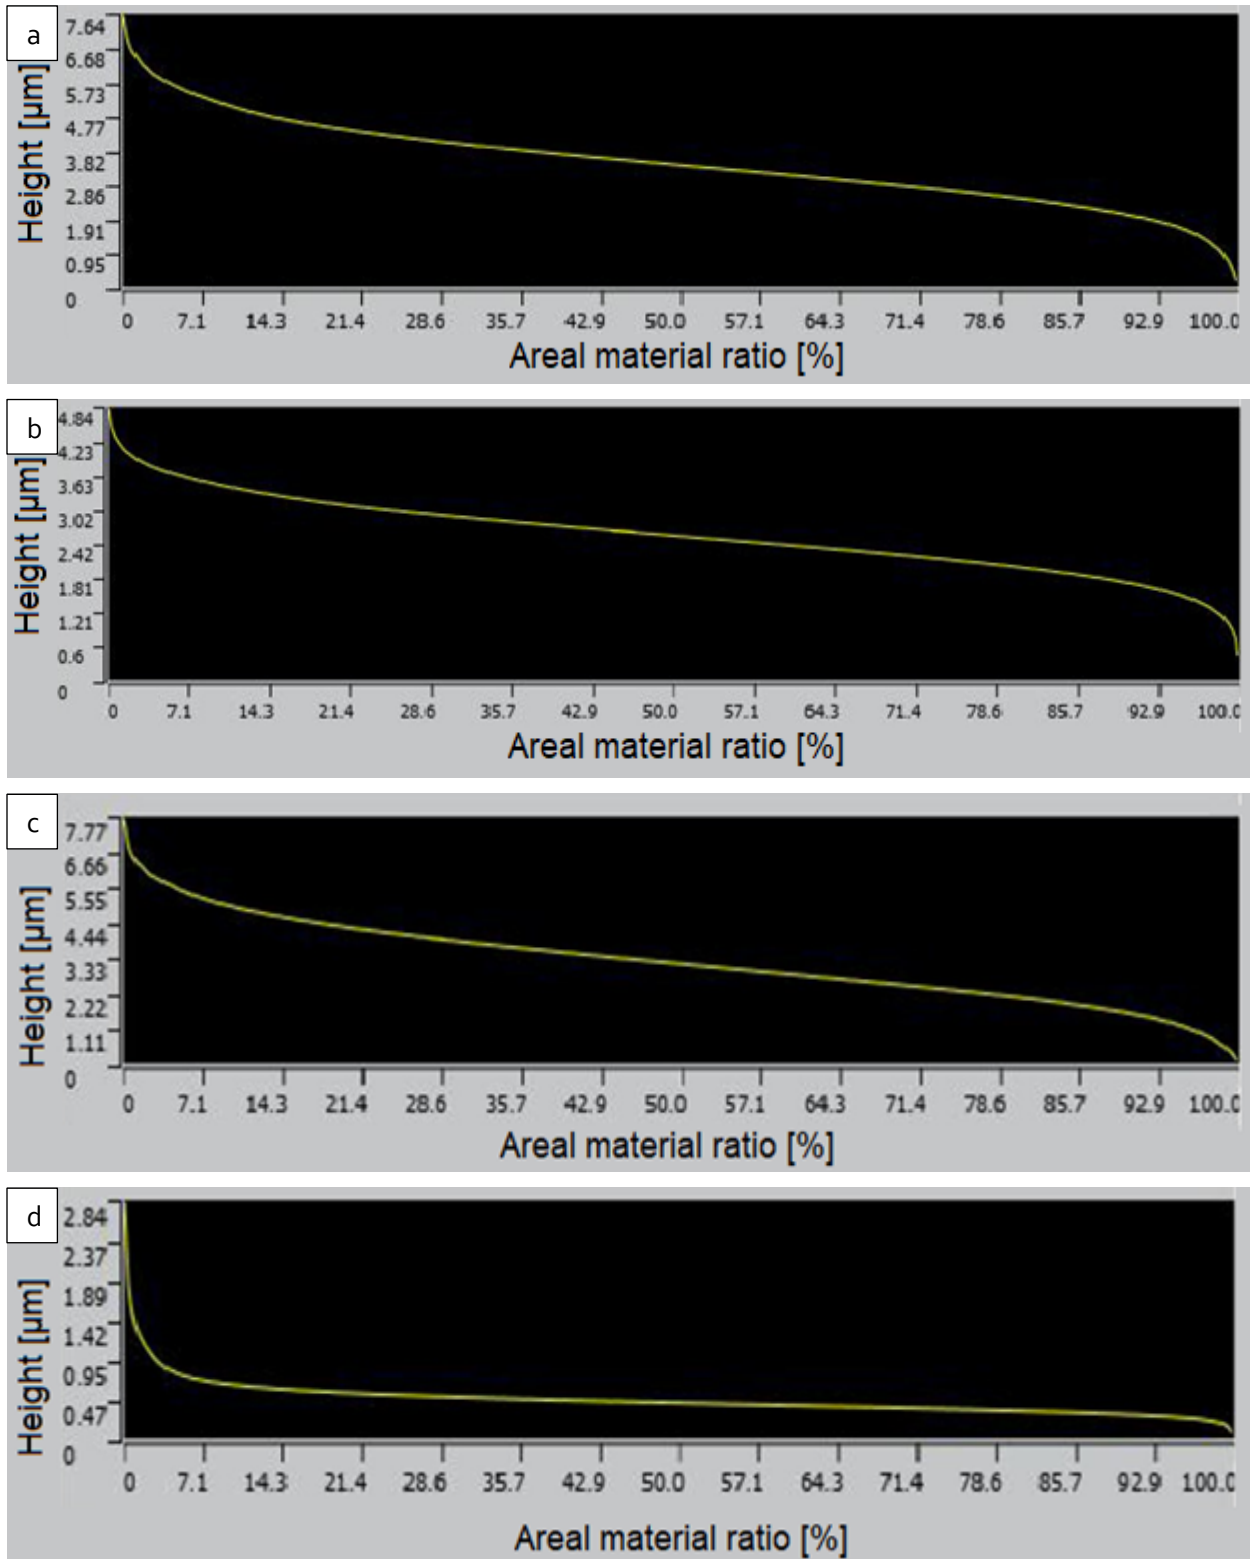 a
7.64
6.68
5.73
4.77
3.82
2.86
1.91
0.95
0
Height [µm]
0 7.1 14.3 21.4 28.6 35.7 42.9 50.0 57.1 64.3 71.4 78.6 85.7 92.9 100.0
Areal material ratio [%]
b
4.84
4.23
3.63
3.02
2.42
1.81
1.21
0.6
0
Height [µm]
0 7.1 14.3 21.4 28.6 35.7 42.9 50.0 57.1 64.3 71.4 78.6 85.7 92.9 100.0
Areal material ratio [%]
c
7.77
6.66
5.55
4.44
3.33
2.22
1.11
0
Height [µm]
0 7.1 14.3 21.4 28.6 35.7 42.9 50.0 57.1 64.3 71.4 78.6 85.7 92.9 100.0
Areal material ratio [%]
d
2.84
2.37
1.89
1.42
0.95
0.47
0
Height [µm]
0 7.1 14.3 21.4 28.6 35.7 42.9 50.0 57.1 64.3 71.4 78.6 85.7 92.9 100.0
Areal material ratio [%]